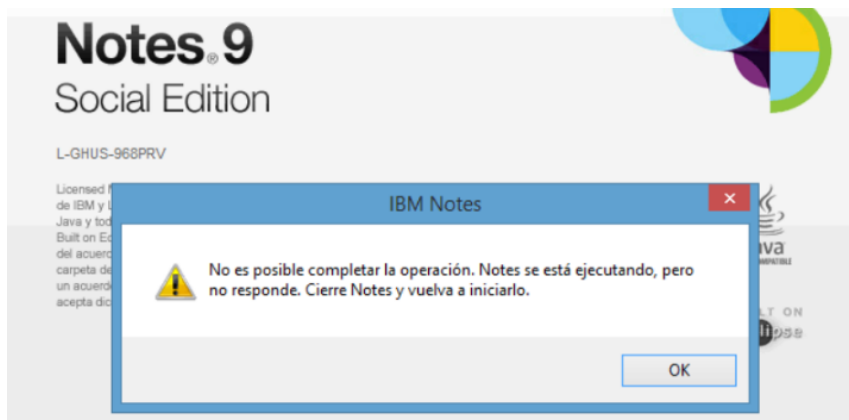 Notes® 9
Social Edition
L-GHUS-968PRV
Licensed
de IBM y
Java y tod
Built on
del acuerd
carpeta de
un acuerd
acepta dic
IBM Notes
No es posible completar la operación. Notes se está ejecutando, pero
no responde. Cierre Notes y vuelva a iniciarlo.
OK
LT ON